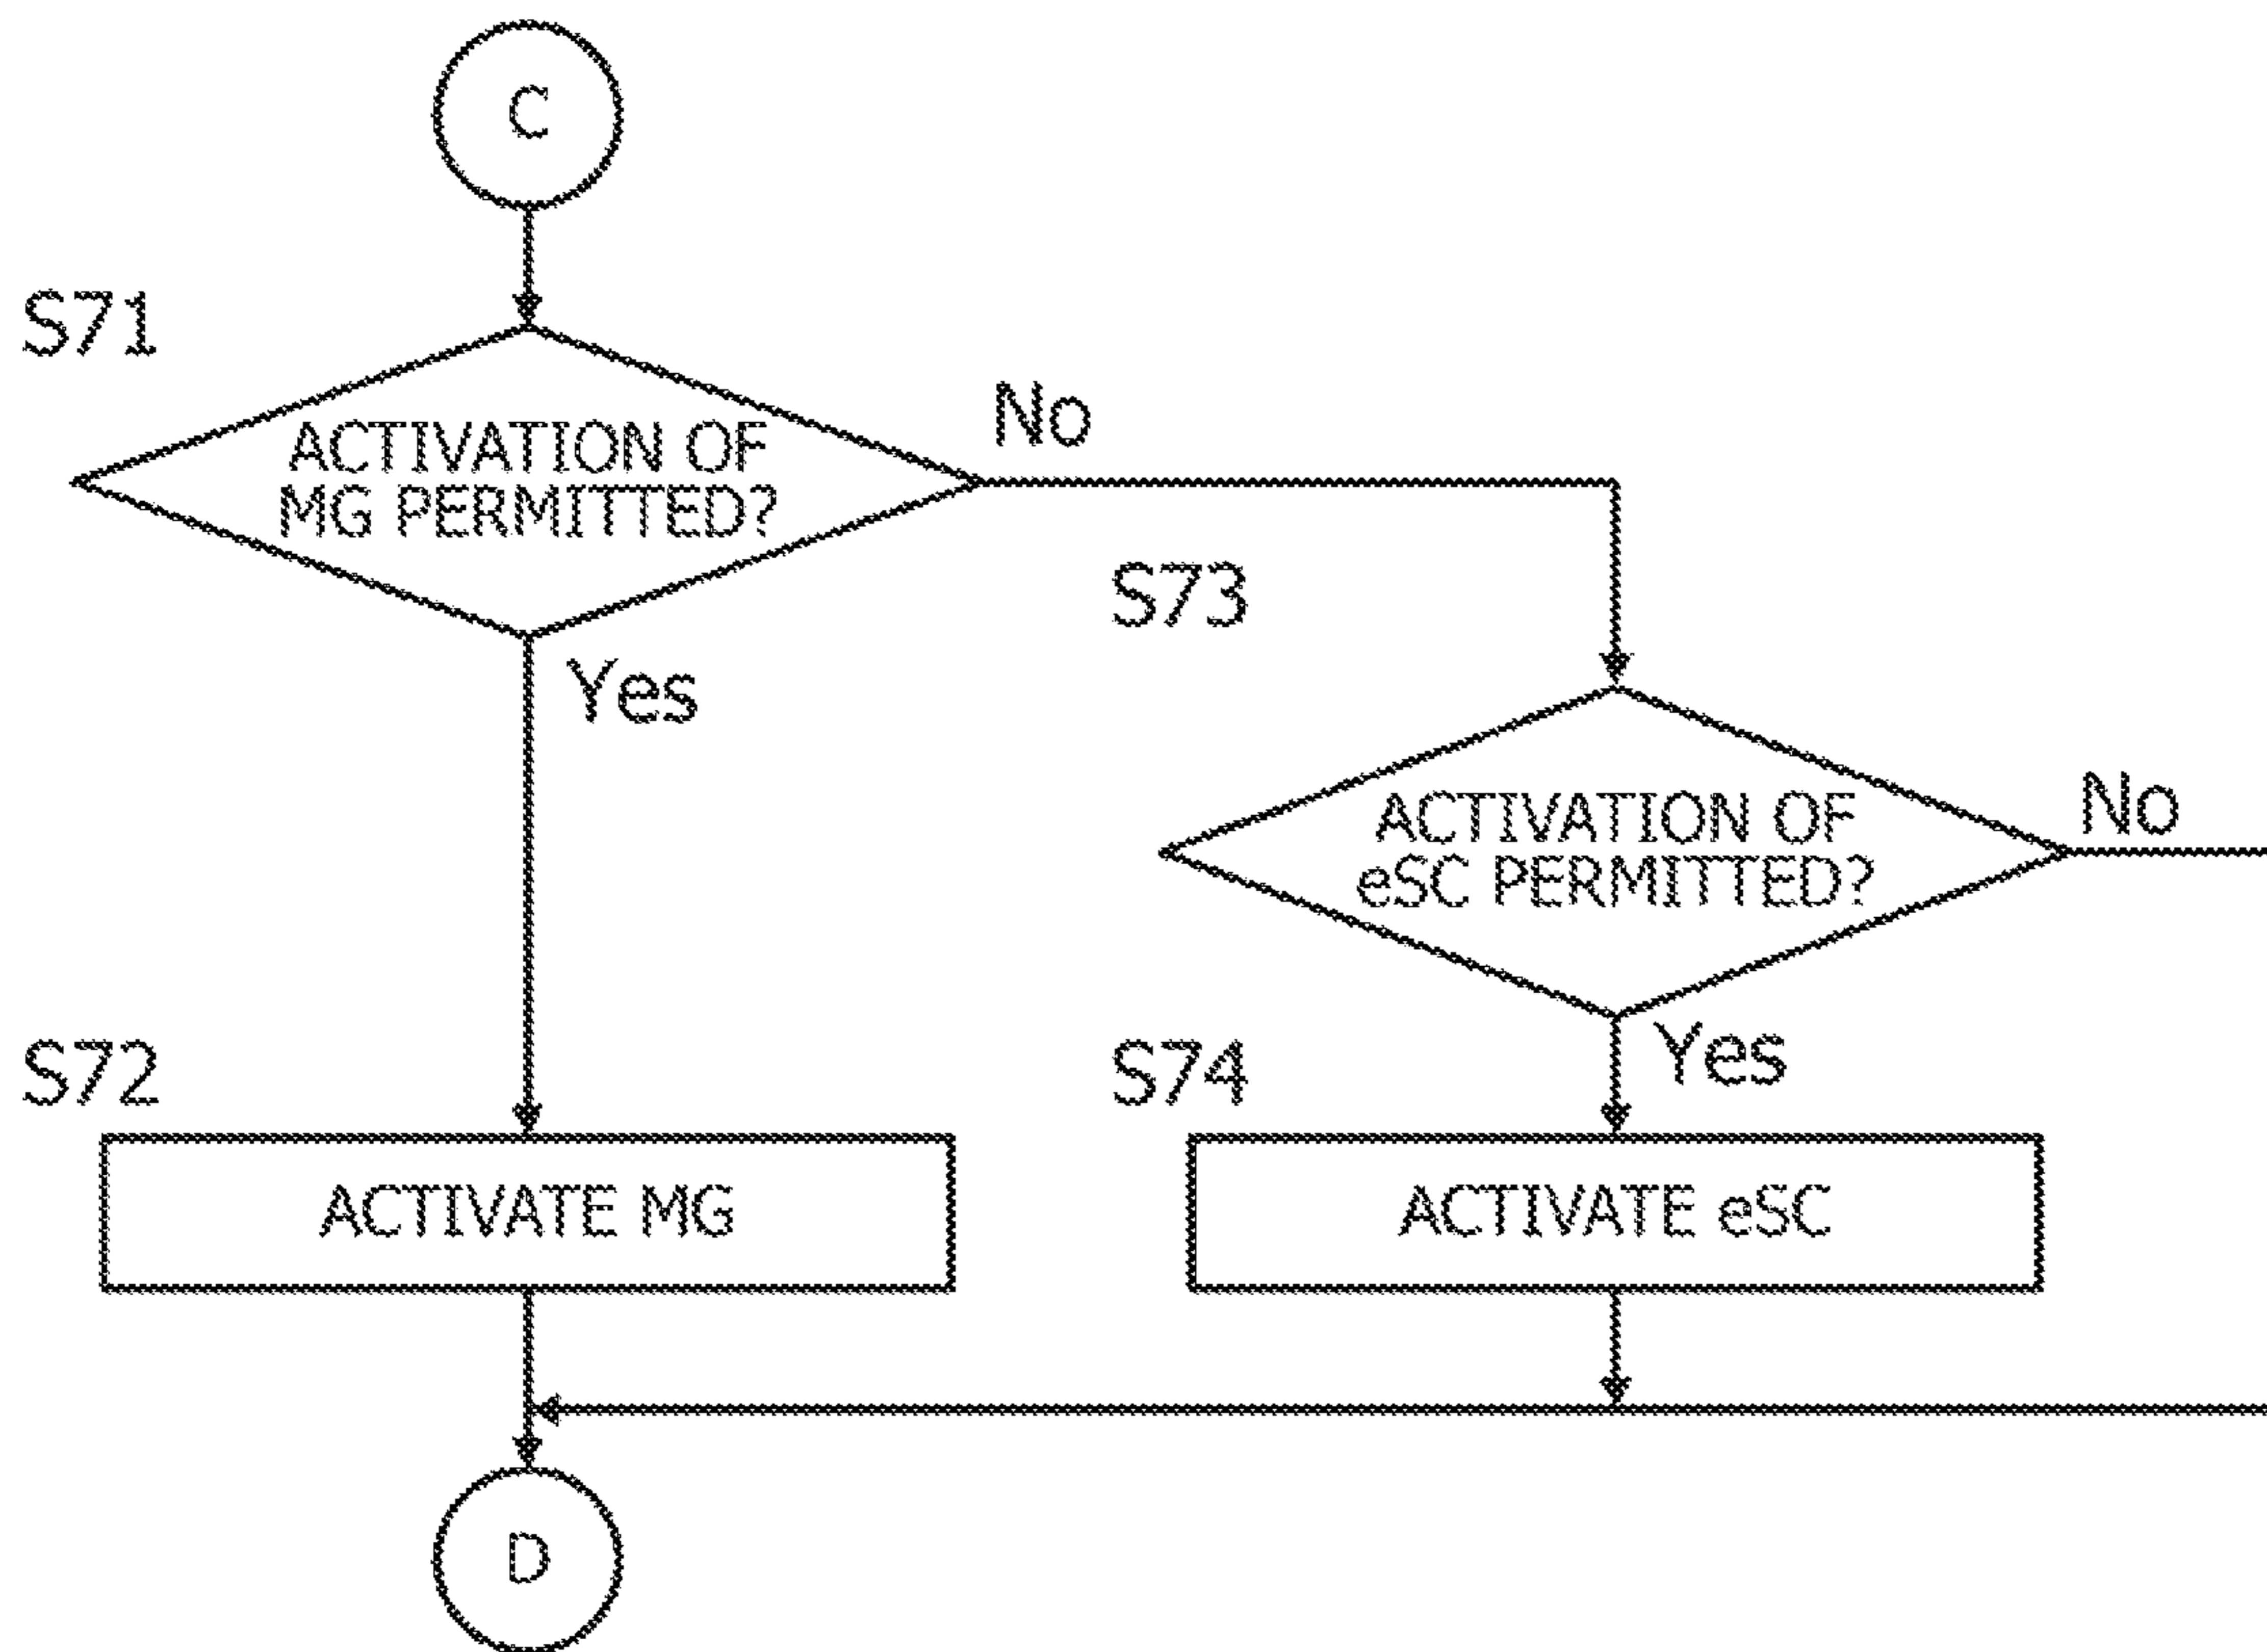 C
S71
ACTIVATION OF
MG PERMITTED?
No
Yes
S73
ACTIVATION OF
eSC PERMITTED?
No
Yes
S72
ACTIVATE MG
S74
ACTIVATE eSC
D